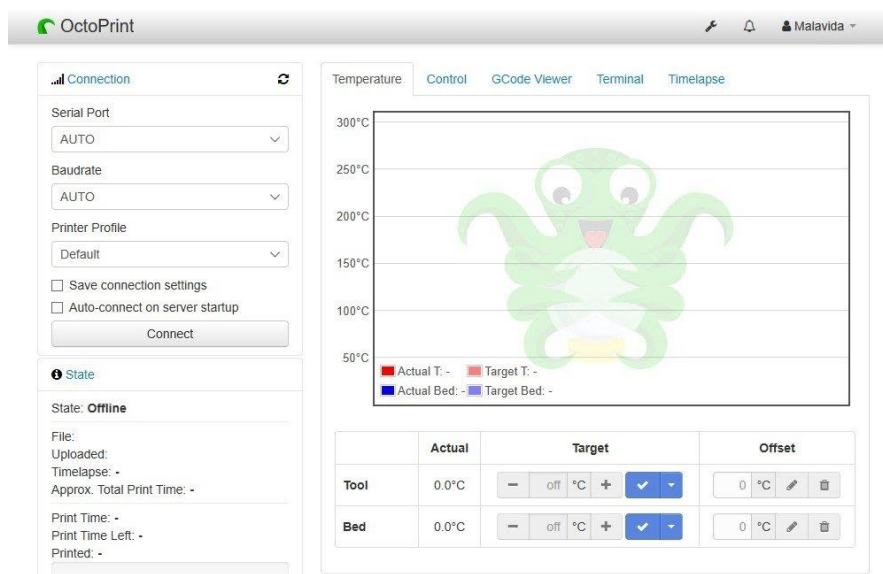 OctoPrint
Malavida
Connection
Serial Port
AUTO
Baudrate
AUTO
Printer Profile
Default
Save connection settings
Auto-connect on server startup
Connect
State
State: Offline
File:
Uploaded:
Timelapse: -
Approx. Total Print Time: -
Print Time: -
Print Time Left: -
Printed: -
Temperature Control GCode Viewer Terminal Timelapse
300°C
250°C
200°C
150°C
100°C
50°C
Actual T: - Target T: -
Actual Bed: - Target Bed: -
Actual Target Offset
Tool 0.0°C off °C 0 °C
Bed 0.0°C off °C 0 °C